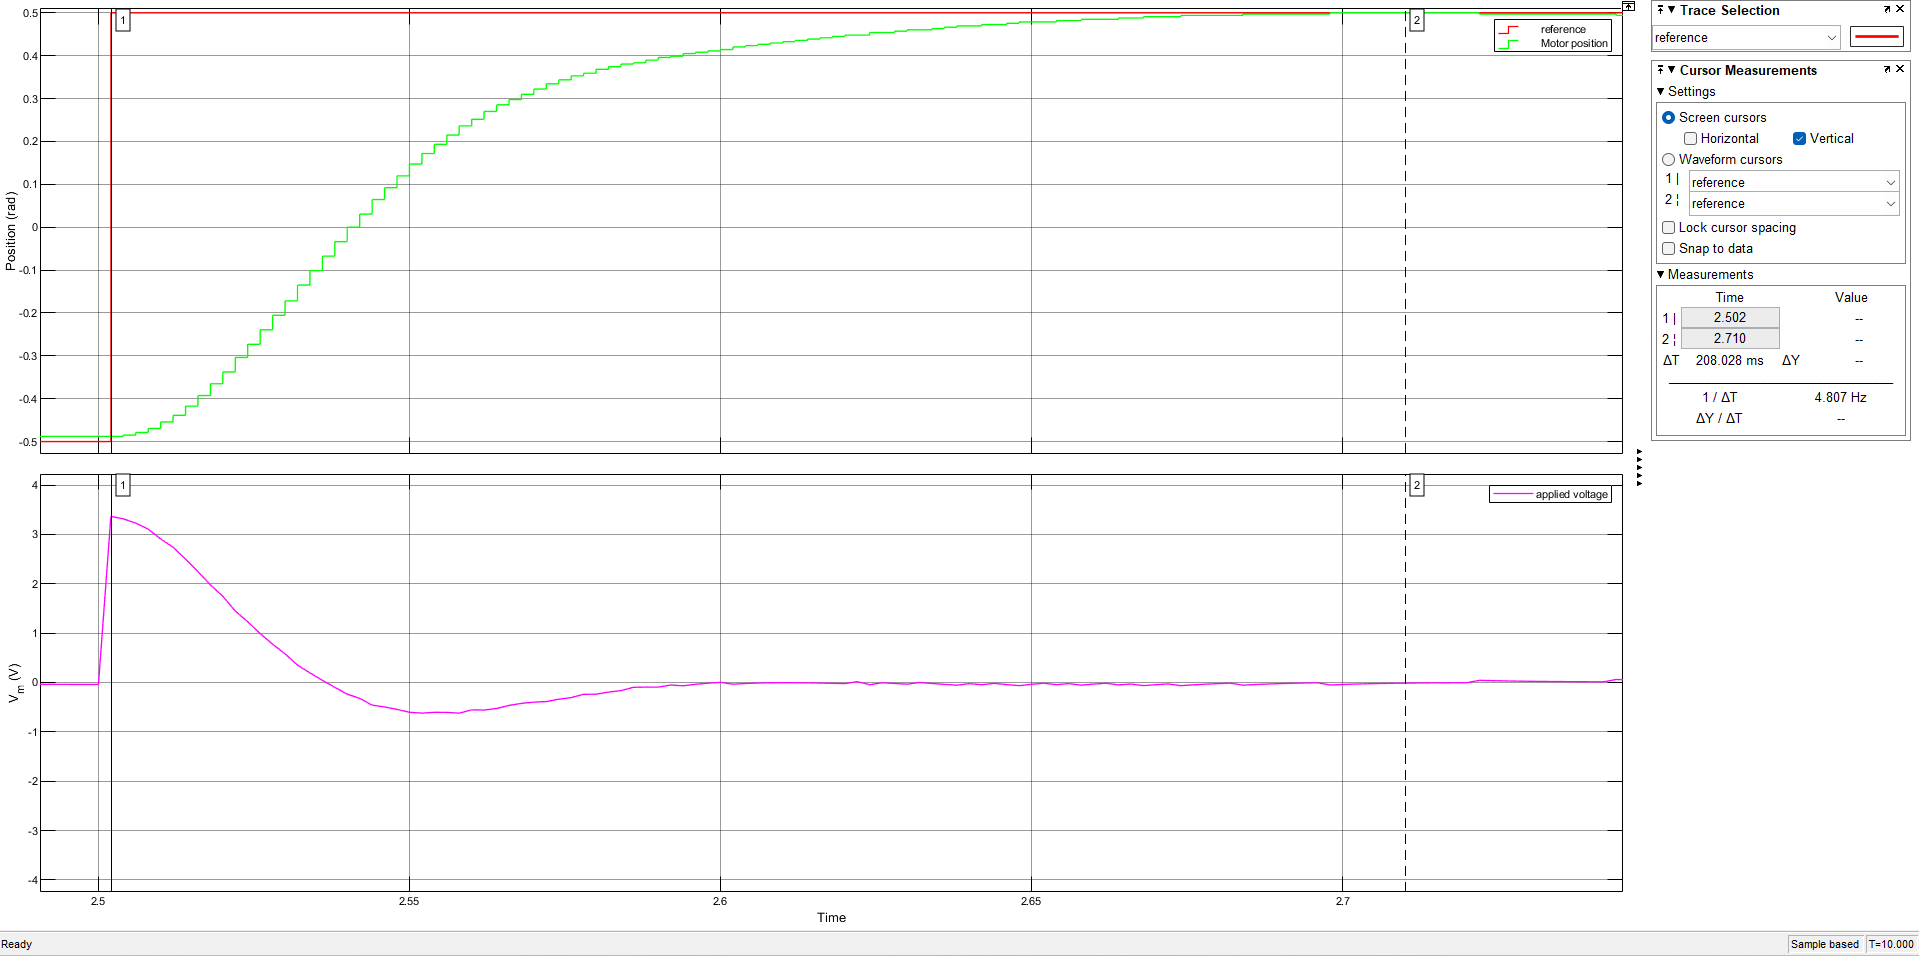 0.5
0.4
0.3
0.2
0.1
0
-0.1
-0.2
-0.3
-0.4
-0.5
Position (rad)
1
2
reference
Motor position
4
3
2
1
0
-1
-2
-3
-4
Vm (V)
1
2
applied voltage
2.5
2.55
2.6
2.65
2.7
Time
Trace Selection
reference
Cursor Measurements
Settings
Screen cursors
Horizontal Vertical
Waveform cursors
1 | reference
2 ¦ reference
Lock cursor spacing
Snap to data
Measurements
Time Value
1 | 2.502 --
2 ¦ 2.710 --
ΔT 208.028 ms ΔY --
1 / ΔT 4.807 Hz
ΔY / ΔT --
Ready
Sample based T=10.000